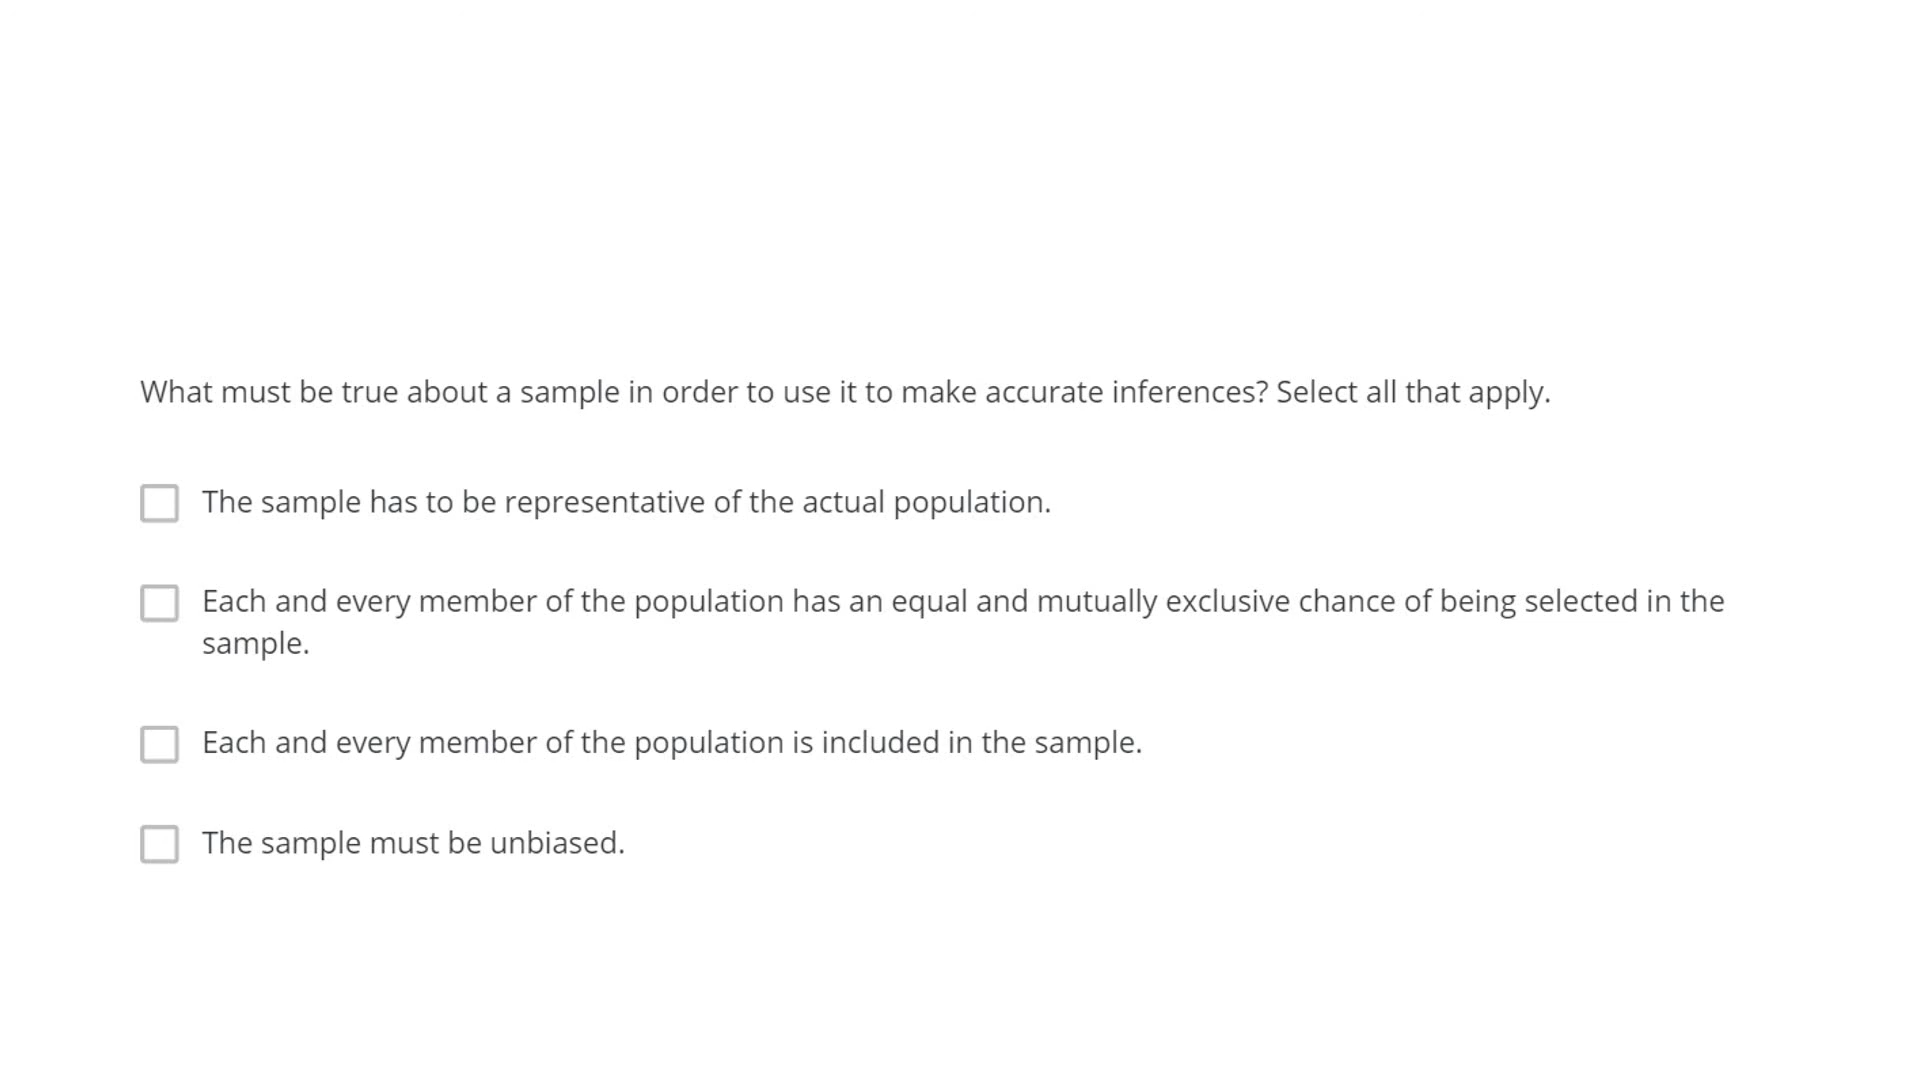 What must be true about a sample in order to use it to make accurate inferences? Select all that apply.
The sample has to be representative of the actual population.
Each and every member of the population has an equal and mutually exclusive chance of being selected in the
sample.
Each and every member of the population is included in the sample.
The sample must be unbiased.